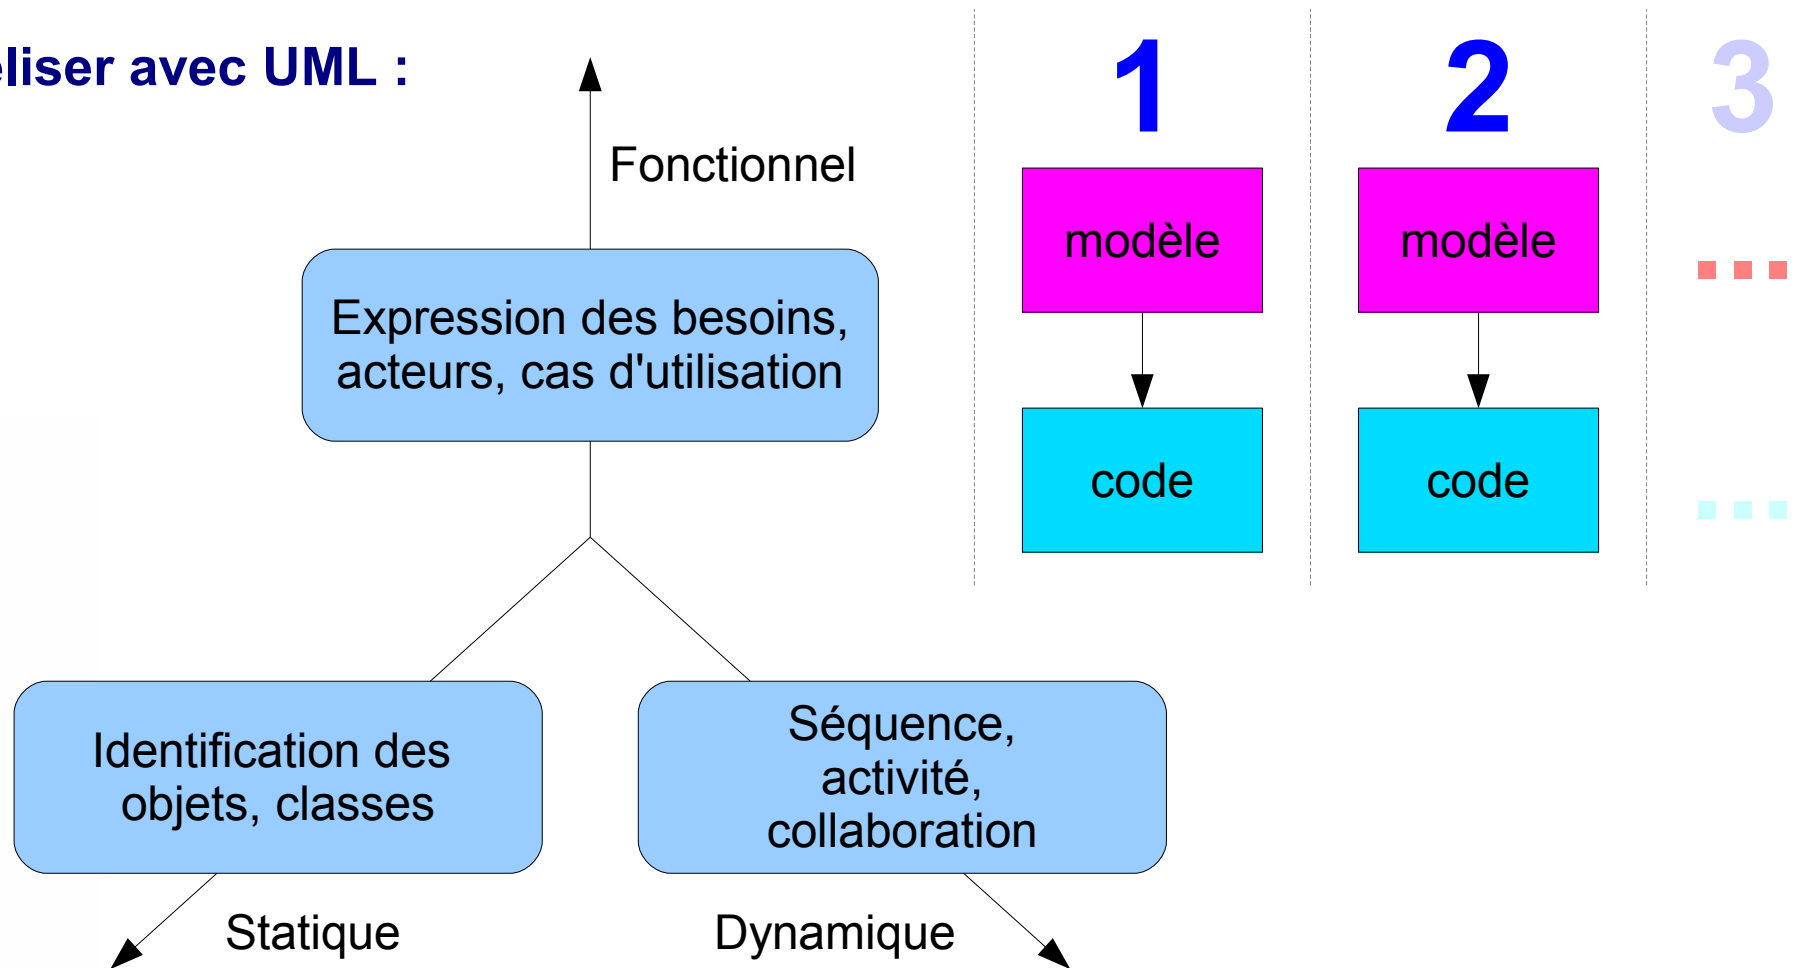 éliser avec UML :
1
2
3
Fonctionnel
modèle
modèle
...
Expression des besoins,
acteurs, cas d'utilisation
code
code
...
Identification des
objets, classes
Séquence,
activité,
collaboration
Statique
Dynamique